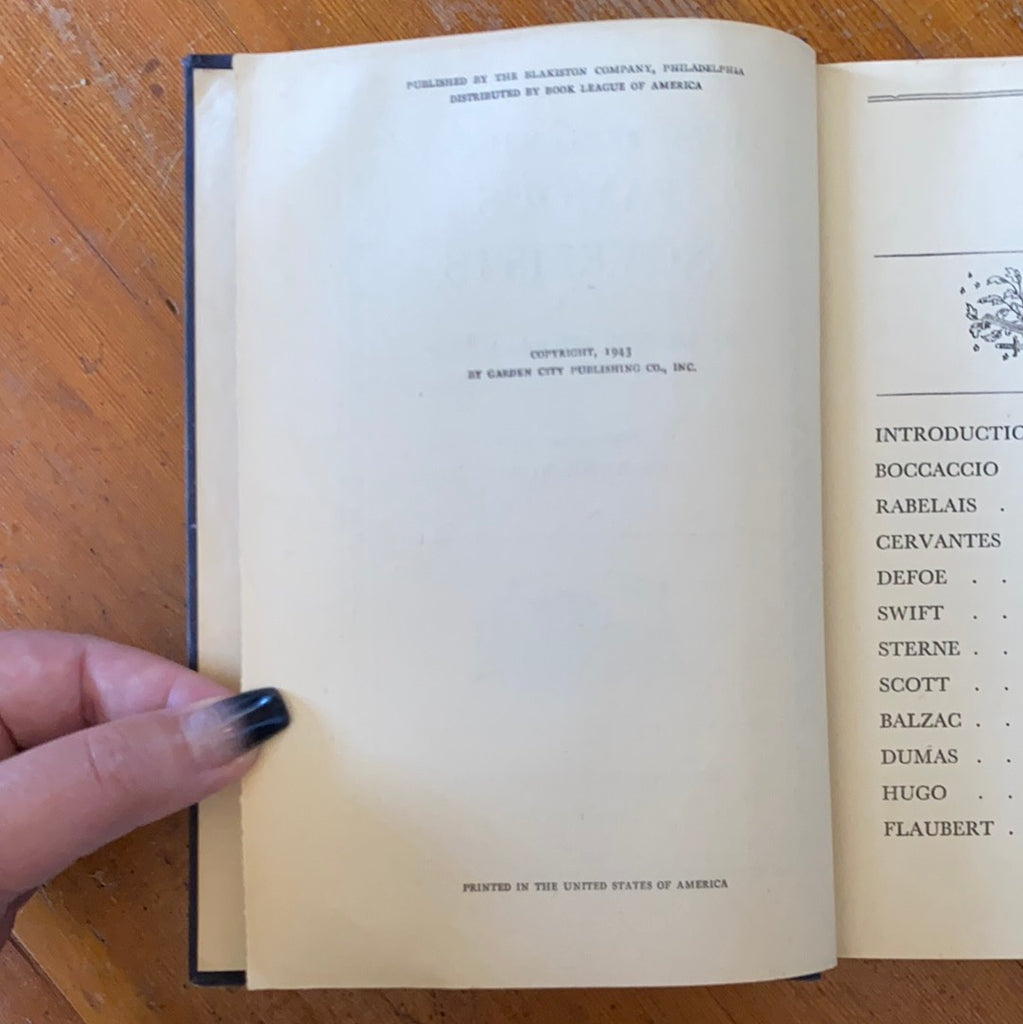 PUBLISHED BY THE BLAKISTON COMPANY, PHILADELPHIA
DISTRIBUTED BY BOOK LEAGUE OF AMERICA
COPYRIGHT, 1943
BY GARDEN CITY PUBLISHING CO., INC.
PRINTED IN THE UNITED STATES OF AMERICA
INTRODUCTIO
BOCCACCIO
RABELAIS .
CERVANTES
DEFOE . .
SWIFT . .
STERNE . .
SCOTT . .
BALZAC . .
DUMAS . .
HUGO . .
FLAUBERT .